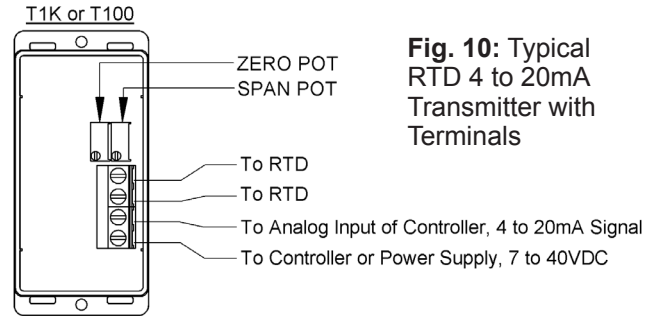 T1K or T100
ZERO POT
SPAN POT
Fig. 10: Typical
RTD 4 to 20mA
Transmitter with
Terminals
To RTD
To RTD
To Analog Input of Controller, 4 to 20mA Signal
To Controller or Power Supply, 7 to 40VDC